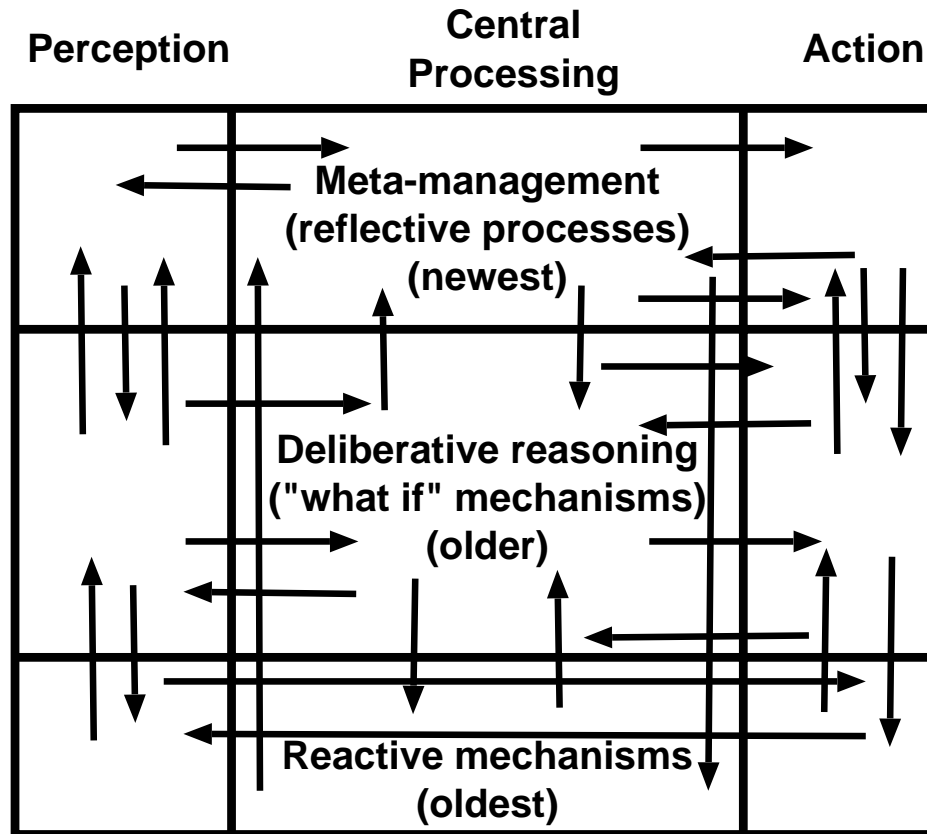 Perception
Central
Processing
Action
Meta-management
(reflective processes)
(newest)
Deliberative reasoning
("what if" mechanisms)
(older)
Reactive mechanisms
(oldest)